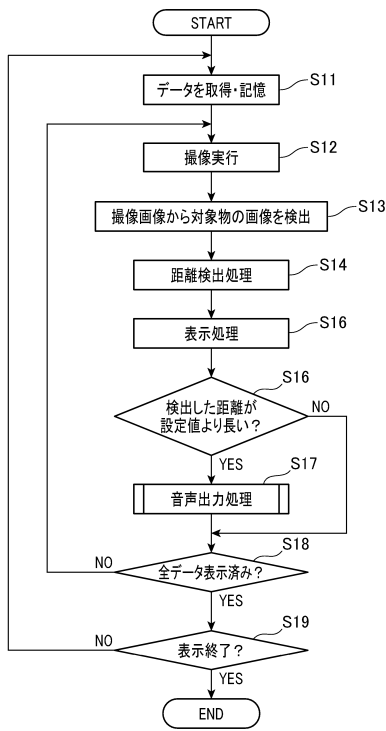 START
データを取得・記憶
S11
撮像実行
S12
撮像画像から対象物の画像を検出
S13
距離検出処理
S14
表示処理
S16
検出した距離が
設定値より長い？
S16
NO
YES
音声出力処理
S17
全データ表示済み？
S18
NO
YES
表示終了？
S19
NO
YES
END